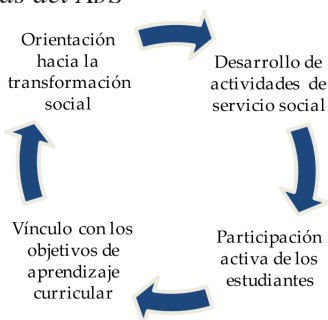 Orientación
hacia la
transformación
social
Desarrollo de
actividades de
servicio social
Participación
activa de los
estudiantes
Vínculo con los
objetivos de
aprendizaje
curricular